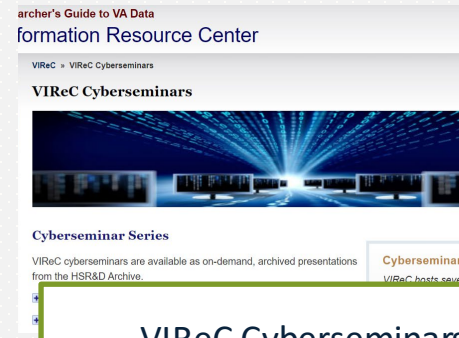 archer's Guide to VA Data
formation Resource Center
VIReC » VIReC Cyberseminars
VIReC Cyberseminars
Cyberseminar Series
VIReC cyberseminars are available as on-demand, archived presentations
from the HSR&D Archive.
Cyberseminar
VIReC hosts seve
VIReC Cyberseminars